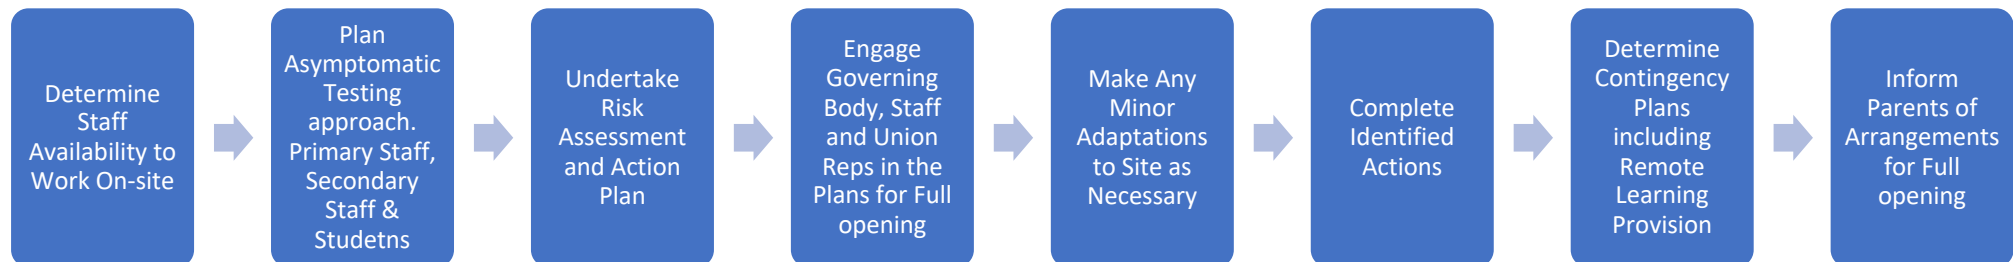 Determine
Staff
Availability to
Work On-site
Plan
Asymptomatic
Testing
approach.
Primary Staff,
Secondary
Staff &
Studetns
Undertake
Risk
Assessment
and Action
Plan
Engage
Governing
Body, Staff
and Union
Reps in the
Plans for Full
opening
Make Any
Minor
Adaptations
to Site as
Necessary
Complete
Identified
Actions
Determine
Contingency
Plans
including
Remote
Learning
Provision
Inform
Parents of
Arrangements
for Full
opening